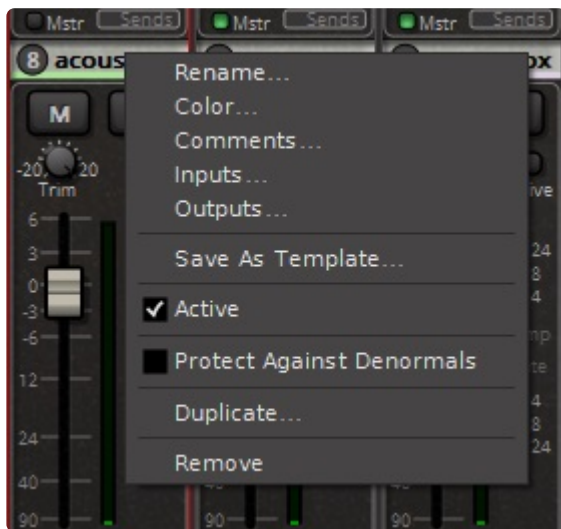 Mstr Sends Mstr Sends Mstr Sends
8 acous
Rename...
Color...
Comments...
Inputs...
Outputs...
Save As Template...
Active
Protect Against Denormals
Duplicate...
Remove
M
-20 20
Trim
6
3
0
-3
-6
12
24
40
90
90
90
24
8
4
4
8
24